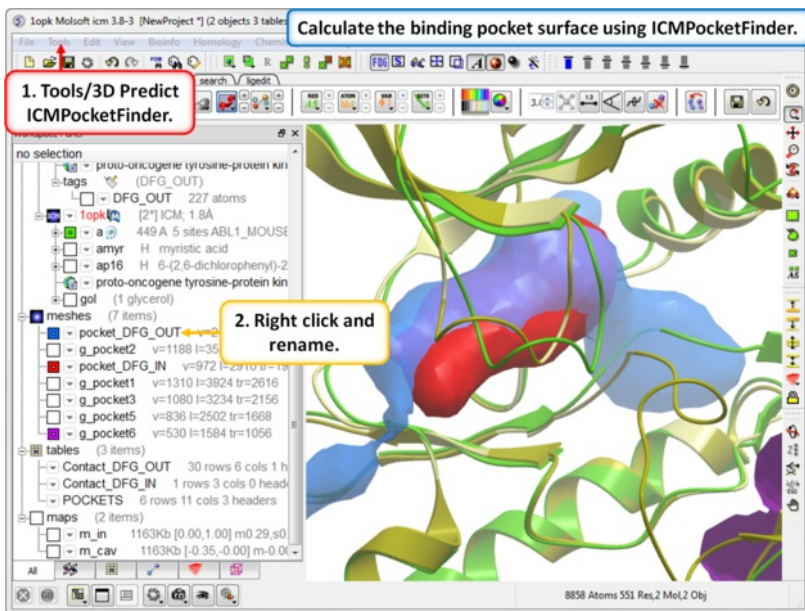 1opk Molsoft icm 3.8-3 [NewProject *] (2 objects 3 tables
Calculate the binding pocket surface using ICMPocketFinder.
File Tools Edit View Bioinfo Homology
1. Tools/3D Predict
ICMPocketFinder.
search ligedit
no selection
proto-oncogene tyrosine-protein kin
tags (DFG_OUT)
DFG_OUT 227 atoms
1opk [2*] ICM; 1.8Å
a 449 A 5 sites ABL1_MOUSE
amyr H myristic acid
ap16 H 6-(2,6-dichlorophenyl)-2
proto-oncogene tyrosine-protein kin
gol (1 glycerol)
meshes (7 items)
pocket_DFG_OUT
2. Right click and
rename.
g_pocket2 v=1188 l=35
pocket_DFG_IN v=972 l=2910 tr=19
g_pocket1 v=1310 l=3924 tr=2616
g_pocket3 v=1080 l=3234 tr=2156
g_pocket5 v=836 l=2502 tr=1668
g_pocket6 v=530 l=1584 tr=1056
tables (3 items)
Contact_DFG_OUT 30 rows 6 cols 1 h
Contact_DFG_IN 1 rows 3 cols 0 head
POCKETS 6 rows 11 cols 3 headers
maps (2 items)
m_in 1163Kb [0.00,1.00] m0.29,s0
m_cav 1163Kb [-0.35,-0.00] m-0.00
All
8858 Atoms 551 Res,2 Mol,2 Obj